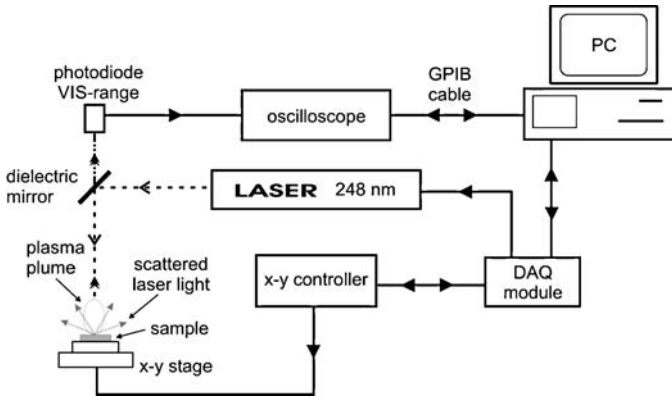 PC
photodiode
VIS-range
GPIB
cable
oscilloscope
dielectric
mirror
LASER 248 nm
plasma
plume
scattered
laser light
x-y controller
DAQ
module
sample
x-y stage